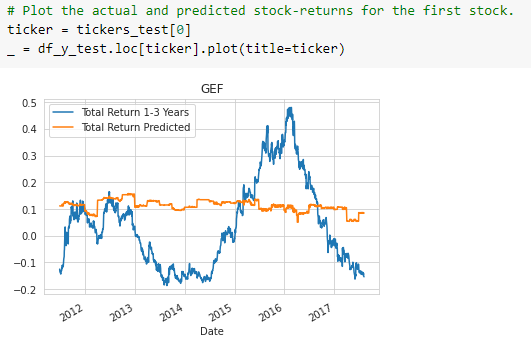 # Plot the actual and predicted stock-returns for the first stock.
ticker = tickers_test[0]
_ = df_y_test.loc[ticker].plot(title=ticker)
GEF
Total Return 1-3 Years
Total Return Predicted
0.5
0.4
0.3
0.2
0.1
0.0
−0.1
−0.2
2012
2013
2014
2015
2016
2017
Date